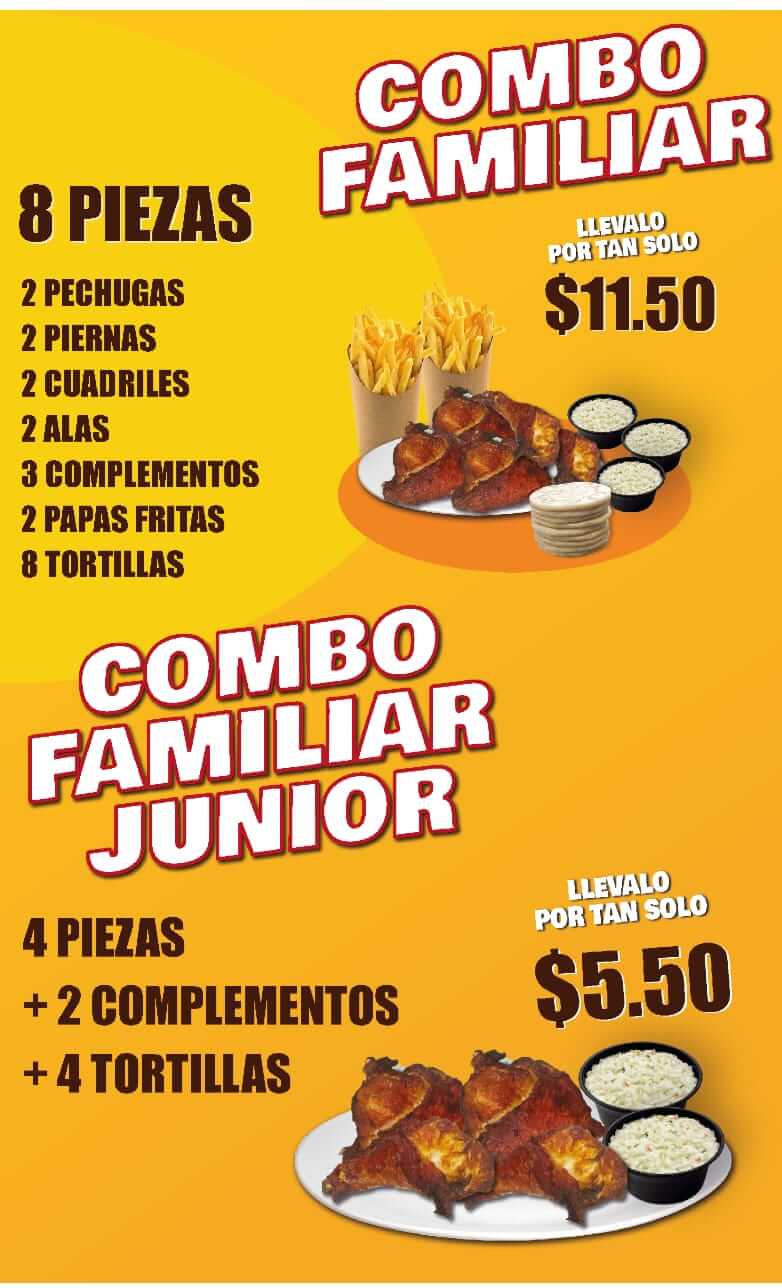 COMBO
FAMILIAR
8 PIEZAS
LLEVALO
POR TAN SOLO
$11.50
2 PECHUGAS
2 PIERNAS
2 CUADRILES
2 ALAS
3 COMPLEMENTOS
2 PAPAS FRITAS
8 TORTILLAS
COMBO
FAMILIAR
JUNIOR
LLEVALO
POR TAN SOLO
$5.50
4 PIEZAS
+ 2 COMPLEMENTOS
+ 4 TORTILLAS